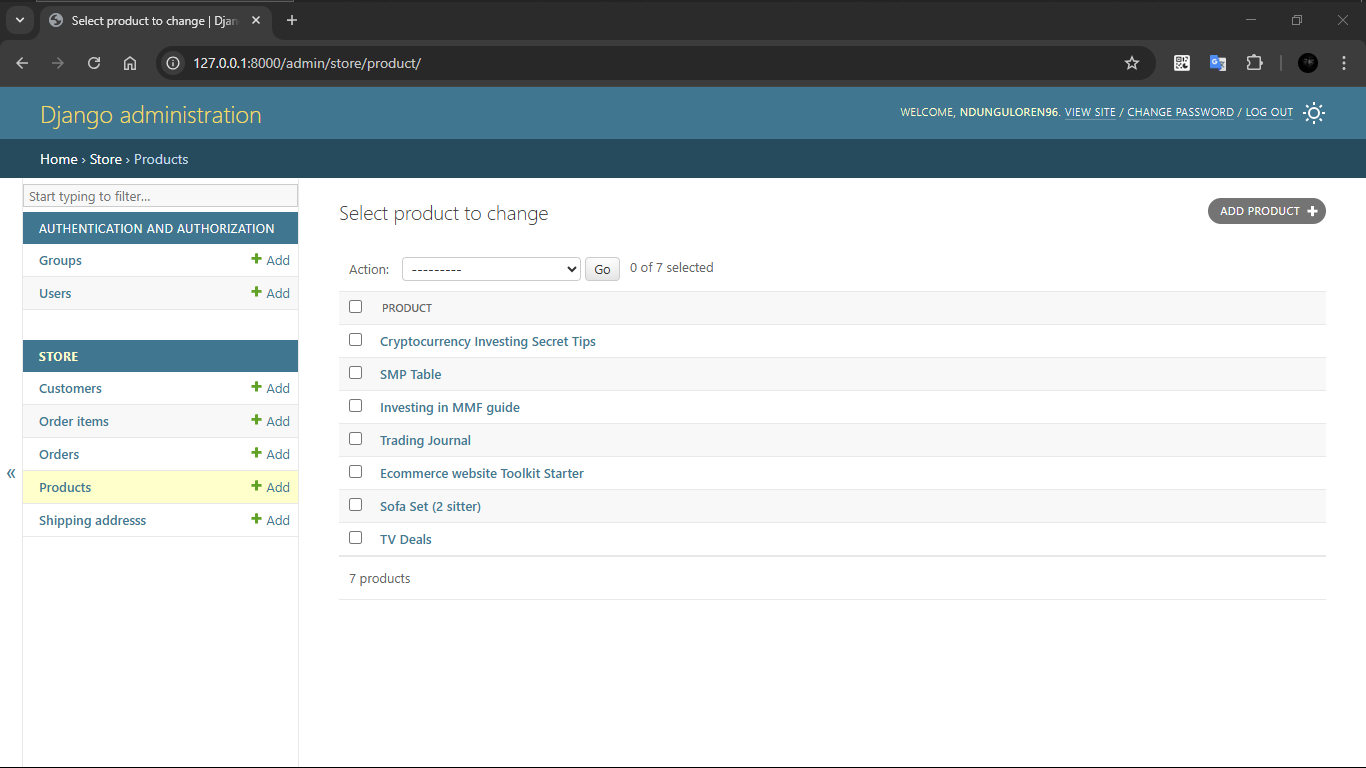 Select product to change | Djan
127.0.0.1:8000/admin/store/product/
Django administration
WELCOME, NDUNGULOREN96. VIEW SITE / CHANGE PASSWORD / LOG OUT
Home › Store › Products
Start typing to filter...
AUTHENTICATION AND AUTHORIZATION
Groups + Add
Users + Add
STORE
Customers + Add
Order items + Add
Orders + Add
Products + Add
Shipping addresss + Add
«
Select product to change
ADD PRODUCT +
Action: --------- Go 0 of 7 selected
PRODUCT
Cryptocurrency Investing Secret Tips
SMP Table
Investing in MMF guide
Trading Journal
Ecommerce website Toolkit Starter
Sofa Set (2 sitter)
TV Deals
7 products